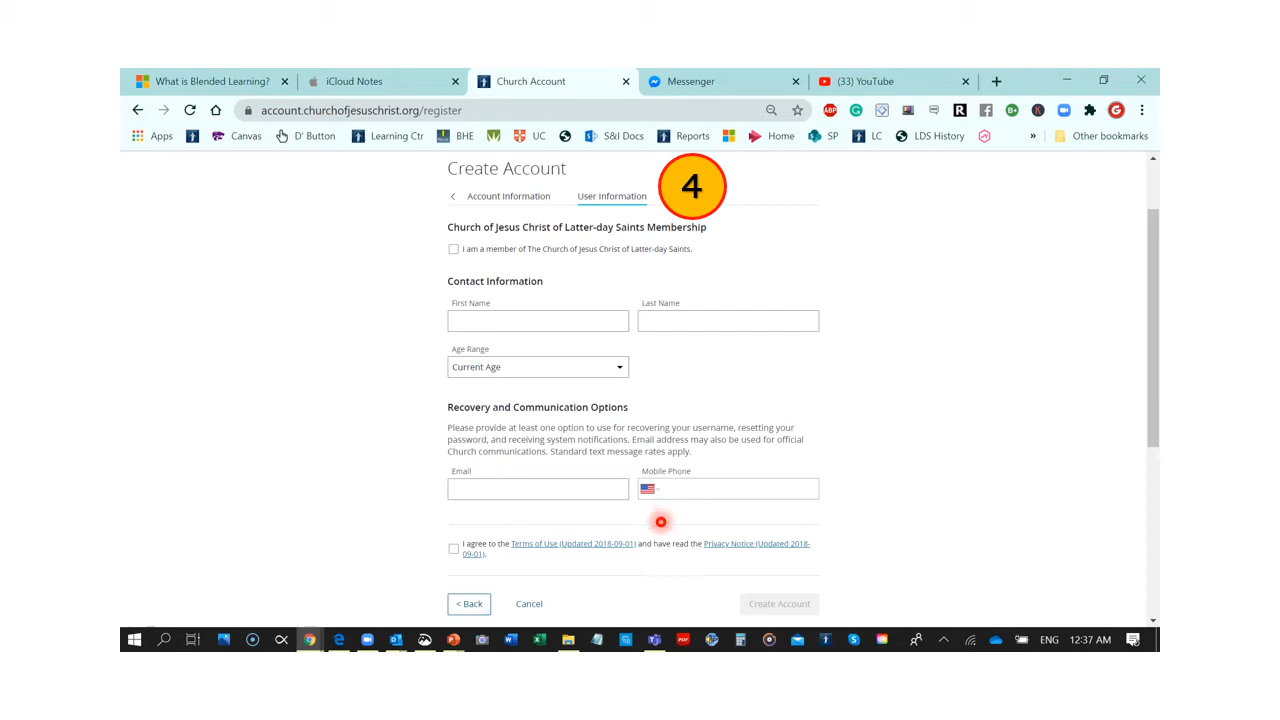 What is Blended Learning?
iCloud Notes
Church Account
Messenger
(33) YouTube
account.churchofjesuschrist.org/register
ABP
R
B+
K
G
Apps
Canvas
D' Button
Learning Ctr
BHE
UC
S&I Docs
Reports
Home
SP
LC
LDS History
»
Other bookmarks
Create Account
Account Information
User Information
4
Church of Jesus Christ of Latter-day Saints Membership
I am a member of The Church of Jesus Christ of Latter-day Saints.
Contact Information
First Name
Last Name
Age Range
Current Age
Recovery and Communication Options
Please provide at least one option to use for recovering your username, resetting your
password, and receiving system notifications. Email address may also be used for official
Church communications. Standard text message rates apply.
Email
Mobile Phone
I agree to the Terms of Use (Updated 2018-09-01) and have read the Privacy Notice (Updated 2018-
09-01).
< Back
Cancel
Create Account
ENG
12:37 AM